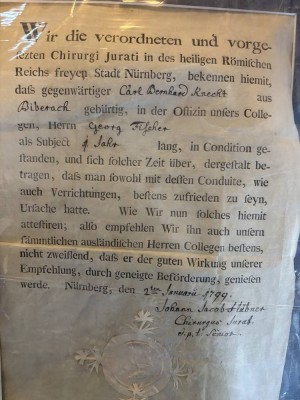 Wir die verordneten und vorge-
ſezten Chirurgi Jurati in des heiligen Römiſchen
Reichs freyen Stadt Nürnberg, bekennen hiemit,
daſs gegenwärtiger Carl Bernhard Knecht aus
Biberach gebürtig, in der Offizin unſers Colle-
gen, Herrn Georg Fiſcher
als Subject Jahr lang, in Condition ge-
ſtanden, und ſich ſolcher Zeit über, dergeſtalt be-
tragen, daſs man ſowohl mit deſſen Conduite, wie
auch Verrichtungen, beſtens zufrieden zu ſeyn,
Urſache hatte. Wie Wir nun ſolches hiemit
atteſtiren; alſo empfehlen Wir ihn auch unſern
ſämmtlichen ausländiſchen Herren Collegen beſtens,
nicht zweiflend, daſs er der guten Wirkung unſerer
Empfehlung, durch geneigte Beförderung, genieſen
werde. Nürnberg, den 2ten Januarii 1799.
Johann Jacob Hübner
Chirurgus Jurat.
Senior.